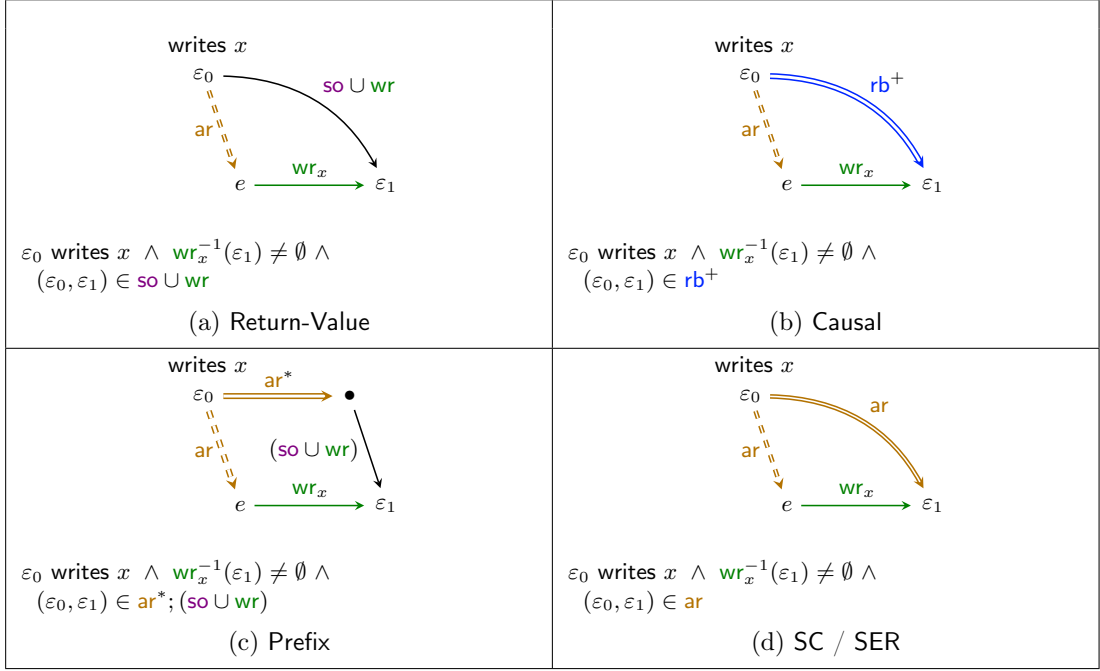 writes x
ε₀
so ∪ wr
ar
e
wrₓ
ε₁
ε₀ writes x ∧ wrₓ⁻¹(ε₁) ≠ ∅ ∧
(ε₀, ε₁) ∈ so ∪ wr
(a) Return-Value
writes x
ε₀
rb⁺
ar
e
wrₓ
ε₁
ε₀ writes x ∧ wrₓ⁻¹(ε₁) ≠ ∅ ∧
(ε₀, ε₁) ∈ rb⁺
(b) Causal
writes x
ε₀
ar*
ar
(so ∪ wr)
e
wrₓ
ε₁
ε₀ writes x ∧ wrₓ⁻¹(ε₁) ≠ ∅ ∧
(ε₀, ε₁) ∈ ar*; (so ∪ wr)
(c) Prefix
writes x
ε₀
ar
ar
e
wrₓ
ε₁
ε₀ writes x ∧ wrₓ⁻¹(ε₁) ≠ ∅ ∧
(ε₀, ε₁) ∈ ar
(d) SC / SER